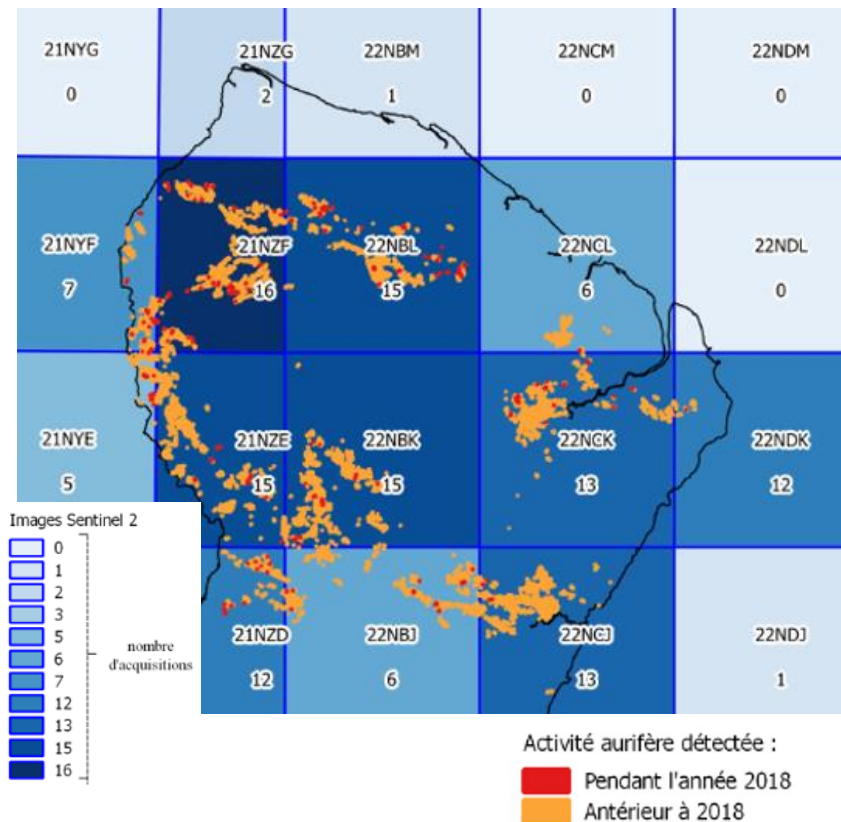 21NYG
21NZG
22NBM
22NCM
22NDM
0
2
1
0
0
21NYF
21NZF
22NBL
22NCL
22NDL
7
16
15
6
0
21NYE
21NZE
22NBK
22NCK
22NDK
5
15
15
13
12
21NZD
22NBJ
22NCJ
22NDJ
12
6
13
1
Images Sentinel 2
0
1
2
3
5
6
7
12
13
15
16
nombre
d'acquisitions
Activité aurifère détectée :
Pendant l'année 2018
Antérieur à 2018